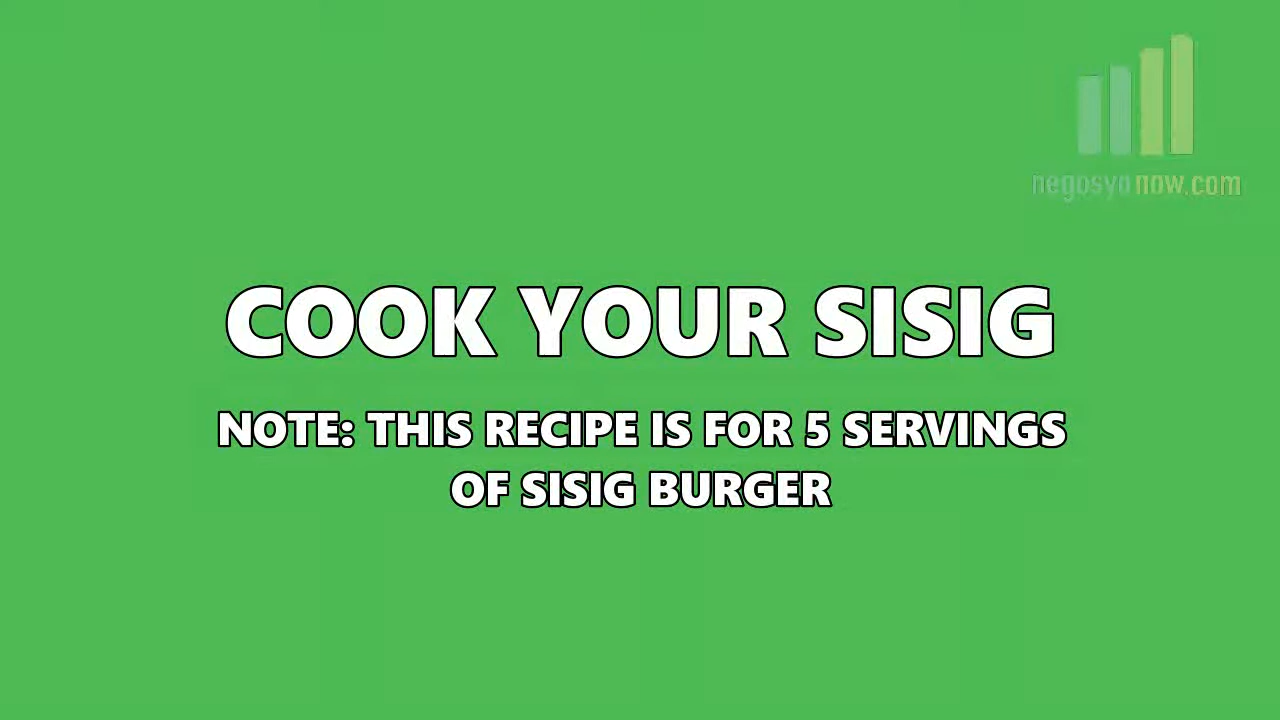 negosyonow.com
COOK YOUR SISIG
NOTE: THIS RECIPE IS FOR 5 SERVINGS
OF SISIG BURGER